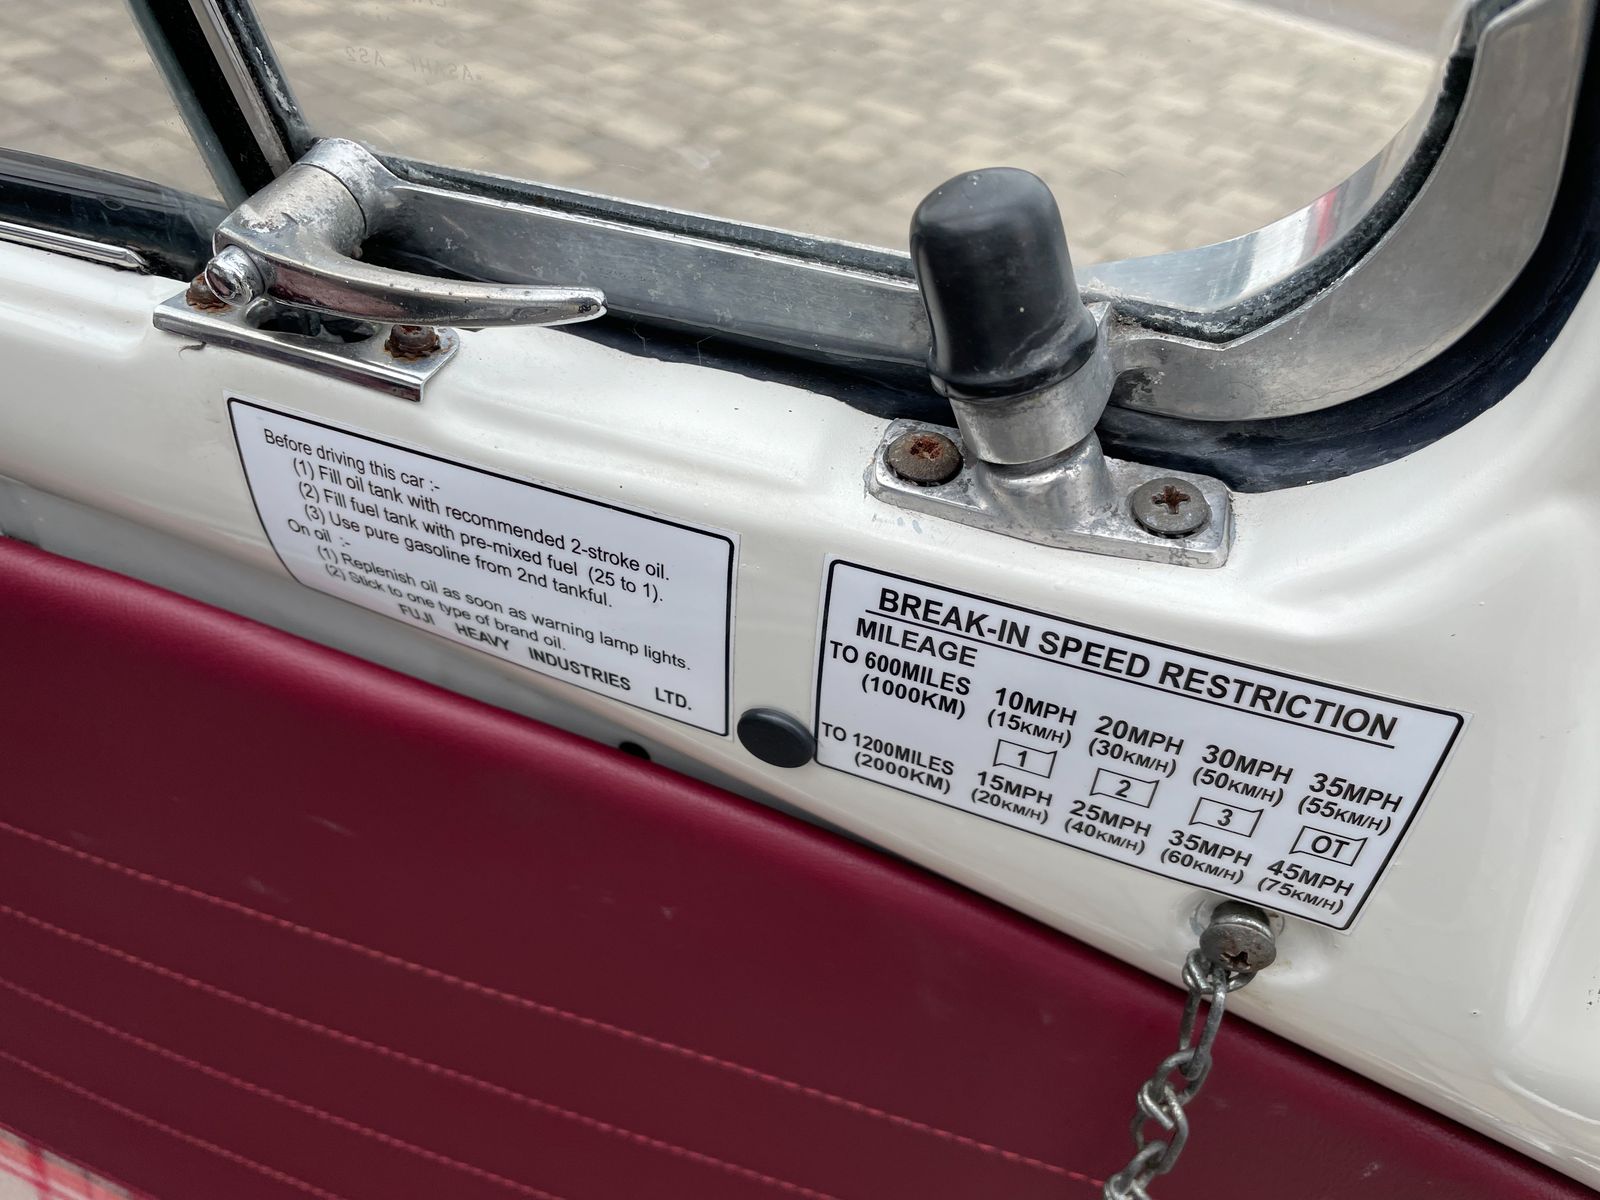 ASAHI AS2
Before driving this car :-
(1) Fill oil tank with recommended 2-stroke oil.
(2) Fill fuel tank with pre-mixed fuel (25 to 1).
(3) Use pure gasoline from 2nd tankful.
On oil :-
(1) Replenish oil as soon as warning lamp lights.
(2) Stick to one type of brand oil.
FUJI HEAVY INDUSTRIES LTD.
BREAK-IN SPEED RESTRICTION
MILEAGE
TO 600MILES 10MPH 20MPH 30MPH 35MPH
(1000KM) (15KM/H) (30KM/H) (50KM/H) (55KM/H)
1 2 3 OT
TO 1200MILES 15MPH 25MPH 35MPH 45MPH
(2000KM) (20KM/H) (40KM/H) (60KM/H) (75KM/H)